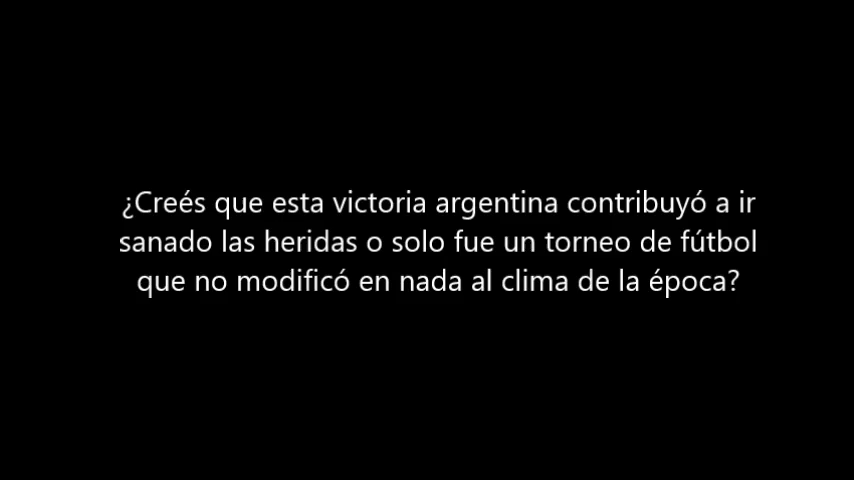 ¿Creés que esta victoria argentina contribuyó a ir
sanado las heridas o solo fue un torneo de fútbol
que no modificó en nada al clima de la época?